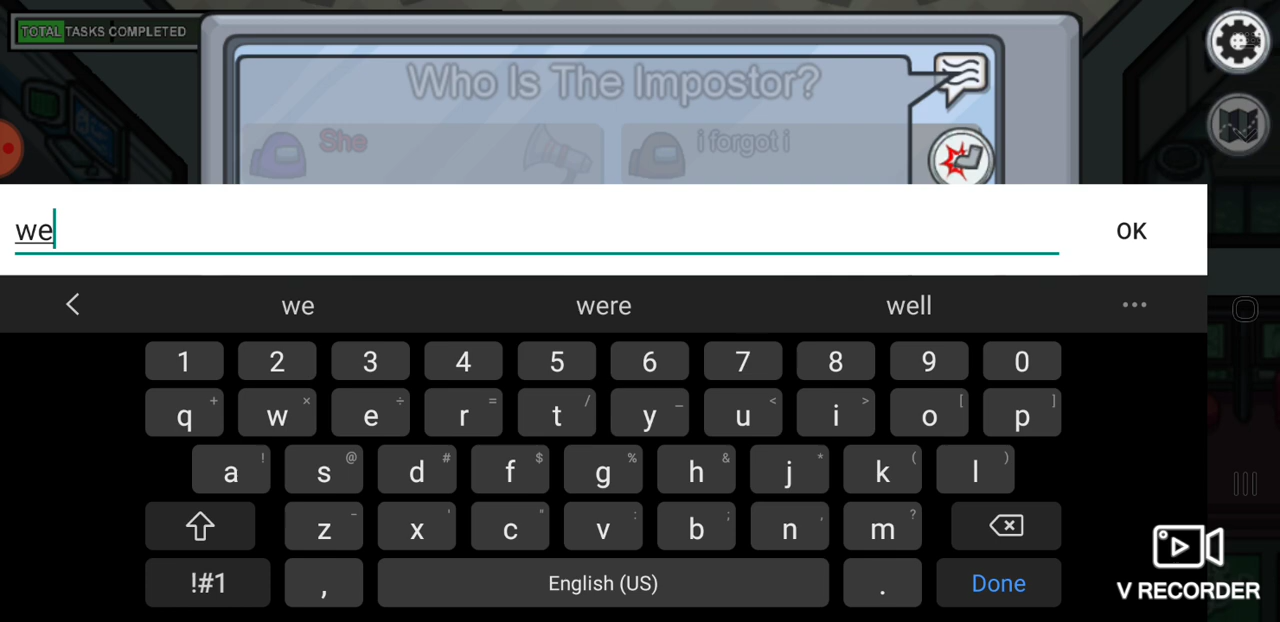 TOTAL TASKS COMPLETED
Who Is The Impostor?
She
i forgot i
we
OK
we were well
1 2 3 4 5 6 7 8 9 0
q + w × e ÷ r = t / y _ u < i > o [ p ]
a ! s @ d # f $ g % h & j * k ( l )
z - x ' c " v : b ; n , m ?
!#1 , English (US) . Done
V RECORDER